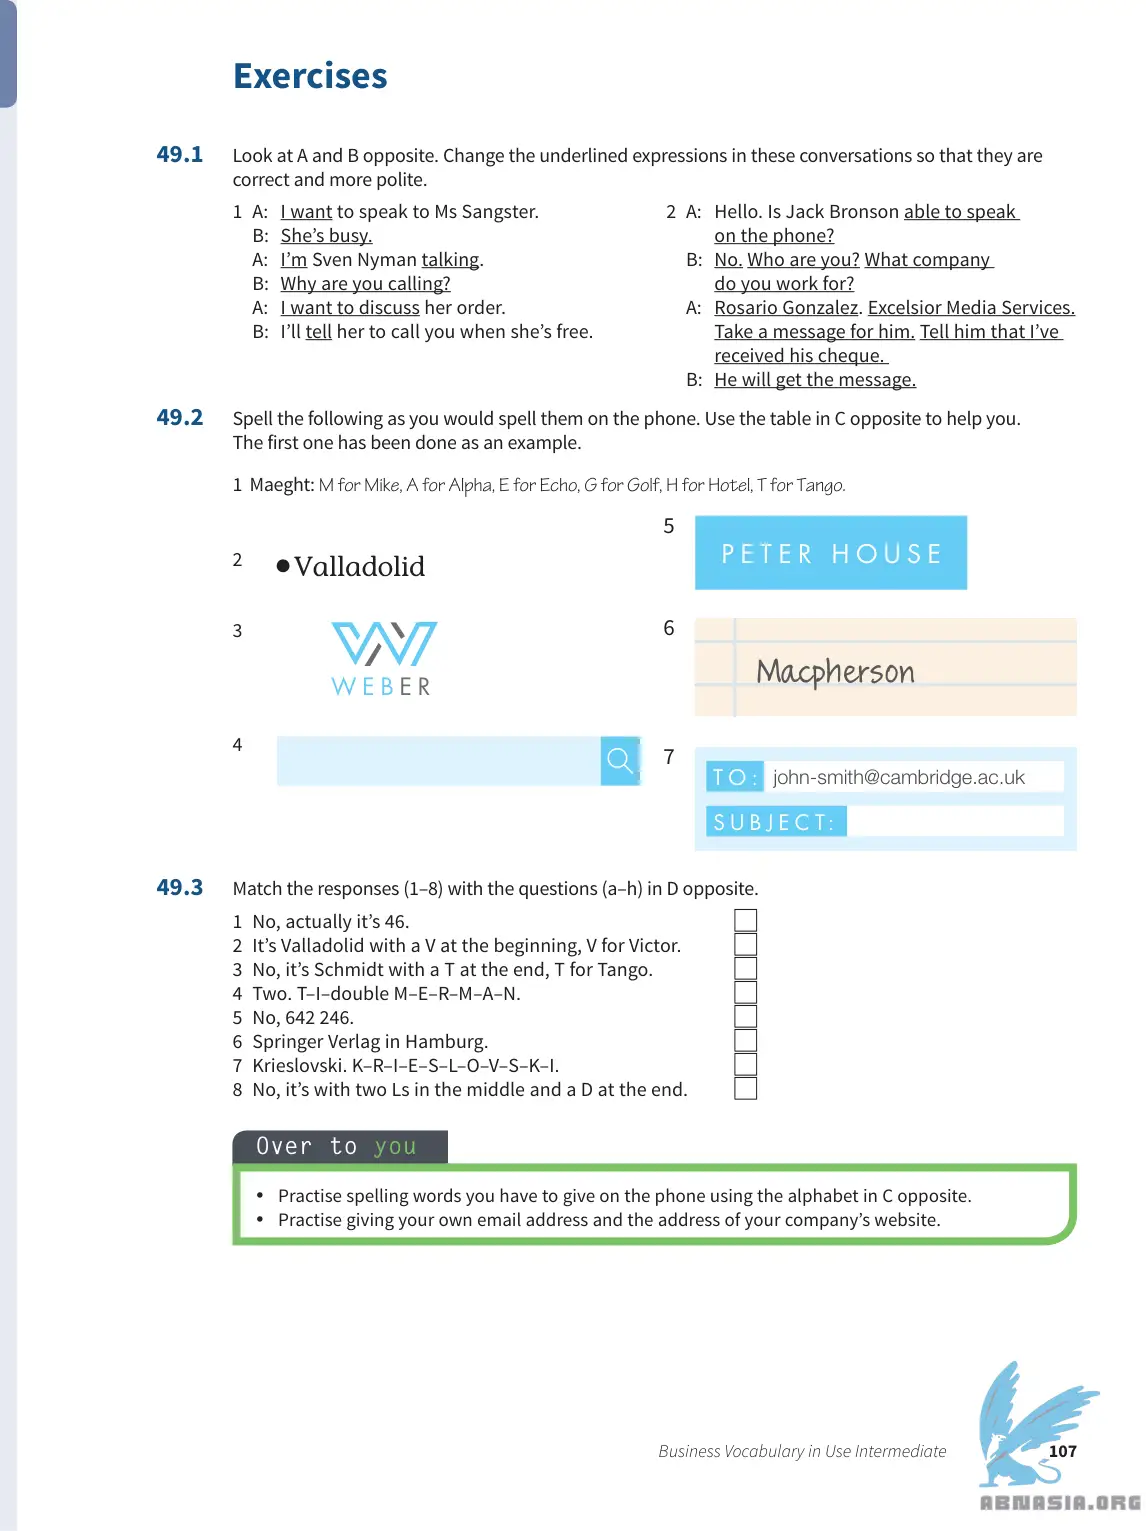 Exercises
49.1 Look at A and B opposite. Change the underlined expressions in these conversations so that they are
correct and more polite.
1 A: I want to speak to Ms Sangster.
B: She's busy.
A: I'm Sven Nyman talking.
B: Why are you calling?
A: I want to discuss her order.
B: I'll tell her to call you when she's free.
2 A: Hello. Is Jack Bronson able to speak
on the phone?
B: No. Who are you? What company
do you work for?
A: Rosario Gonzalez. Excelsior Media Services.
Take a message for him. Tell him that I've
received his cheque.
B: He will get the message.
49.2 Spell the following as you would spell them on the phone. Use the table in C opposite to help you.
The first one has been done as an example.
1 Maeght: M for Mike, A for Alpha, E for Echo, G for Golf, H for Hotel, T for Tango.
2 •Valladolid
3 W
WEBER
4
5 PETER HOUSE
6 Macpherson
7 TO: john-smith@cambridge.ac.uk
SUBJECT:
49.3 Match the responses (1–8) with the questions (a–h) in D opposite.
1 No, actually it's 46.
2 It's Valladolid with a V at the beginning, V for Victor.
3 No, it's Schmidt with a T at the end, T for Tango.
4 Two. T–I–double M–E–R–M–A–N.
5 No, 642 246.
6 Springer Verlag in Hamburg.
7 Krieslovski. K–R–I–E–S–L–O–V–S–K–I.
8 No, it's with two Ls in the middle and a D at the end.
Over to you
• Practise spelling words you have to give on the phone using the alphabet in C opposite.
• Practise giving your own email address and the address of your company's website.
Business Vocabulary in Use Intermediate 107
ABNASIA.ORG